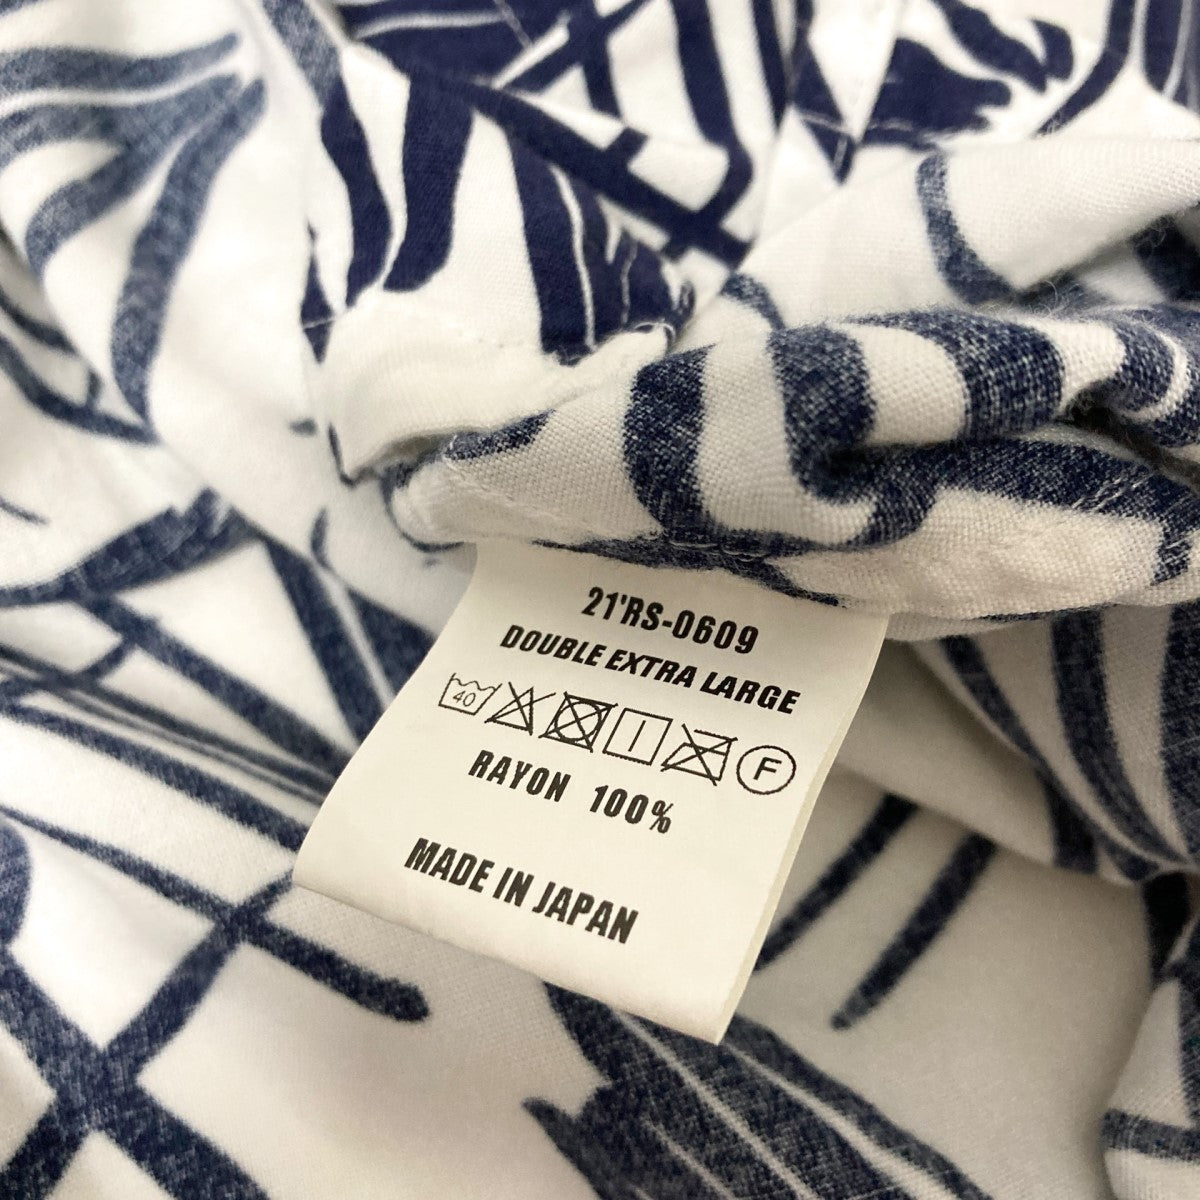 21'RS-0609
DOUBLE EXTRA LARGE
40 F
RAYON 100%
MADE IN JAPAN